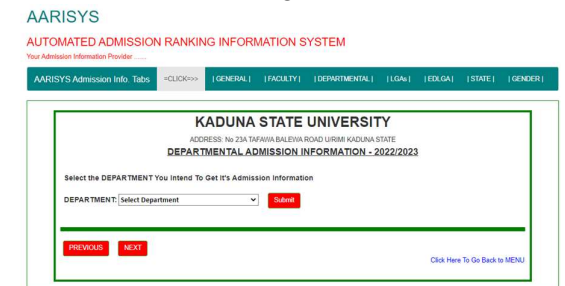 AARISYS
AUTOMATED ADMISSION RANKING INFORMATION SYSTEM
Your Admission Information Provider ......
AARISYS Admission Info. Tabs =CLICK=>> | GENERAL | | FACULTY | | DEPARTMENTAL | | LGAs | | EDLGA | | STATE | | GENDER |
KADUNA STATE UNIVERSITY
ADDRESS: No 23A TAFAWA BALEWA ROAD U/RIMI KADUNA STATE
DEPARTMENTAL ADMISSION INFORMATION - 2022/2023
Select the DEPARTMENT You Intend To Get It's Admission Information
DEPARTMENT: Select Department Submit
PREVIOUS NEXT
Click Here To Go Back to MENU